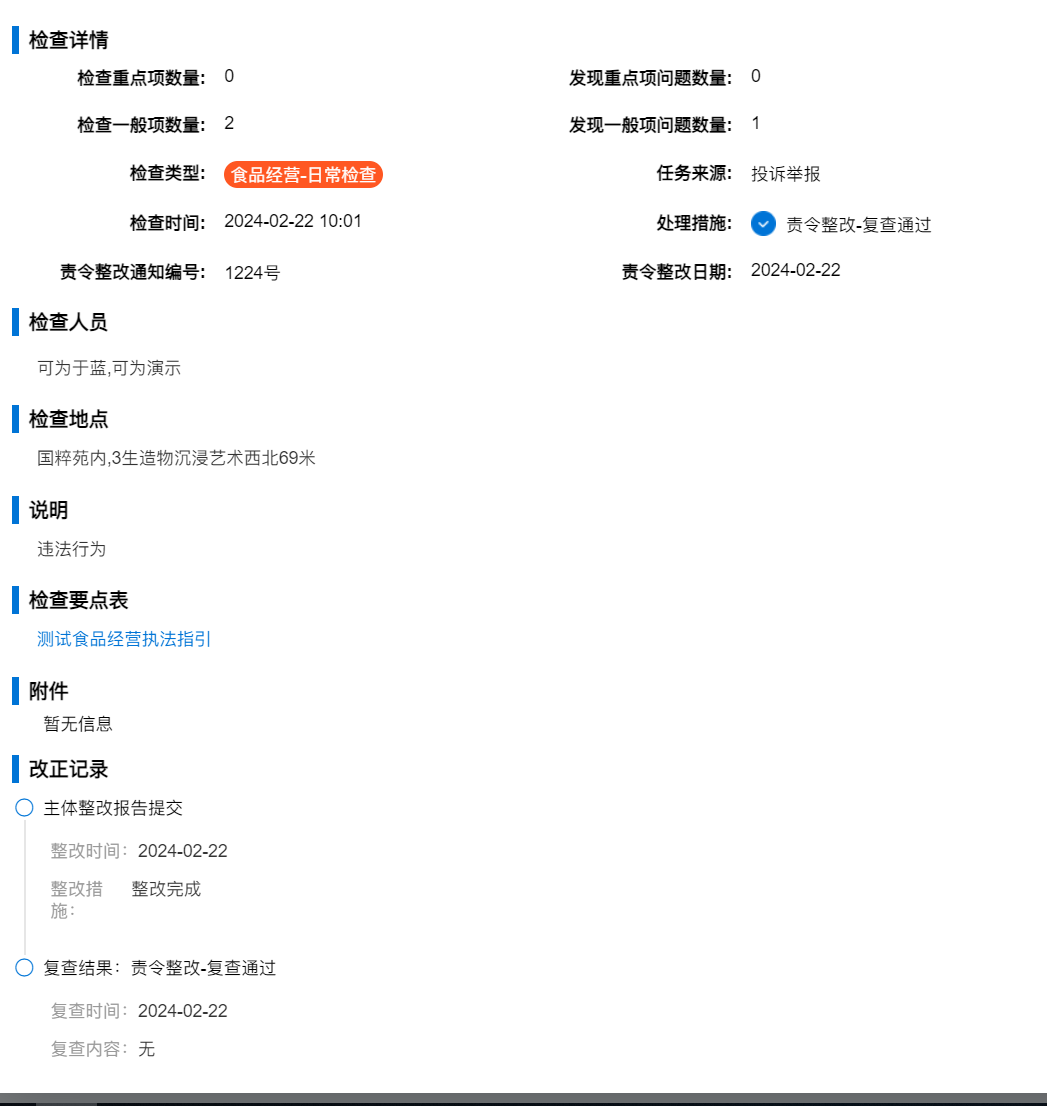 检查详情
检查重点项数量: 0 发现重点项问题数量: 0
检查一般项数量: 2 发现一般项问题数量: 1
检查类型: 食品经营-日常检查 任务来源: 投诉举报
检查时间: 2024-02-22 10:01 处理措施: 责令整改-复查通过
责令整改通知编号: 1224号 责令整改日期: 2024-02-22
检查人员
可为于蓝,可为演示
检查地点
国粹苑内,3生造物沉浸艺术西北69米
说明
违法行为
检查要点表
测试食品经营执法指引
附件
暂无信息
改正记录
主体整改报告提交
整改时间： 2024-02-22
整改措 整改完成
施：
复查结果：责令整改-复查通过
复查时间： 2024-02-22
复查内容： 无